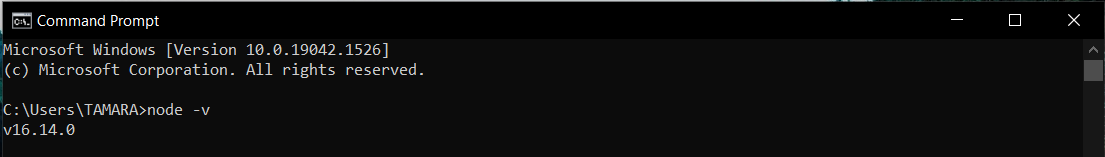 Command Prompt
Microsoft Windows [Version 10.0.19042.1526]
(c) Microsoft Corporation. All rights reserved.
C:\Users\TAMARA>node -v
v16.14.0